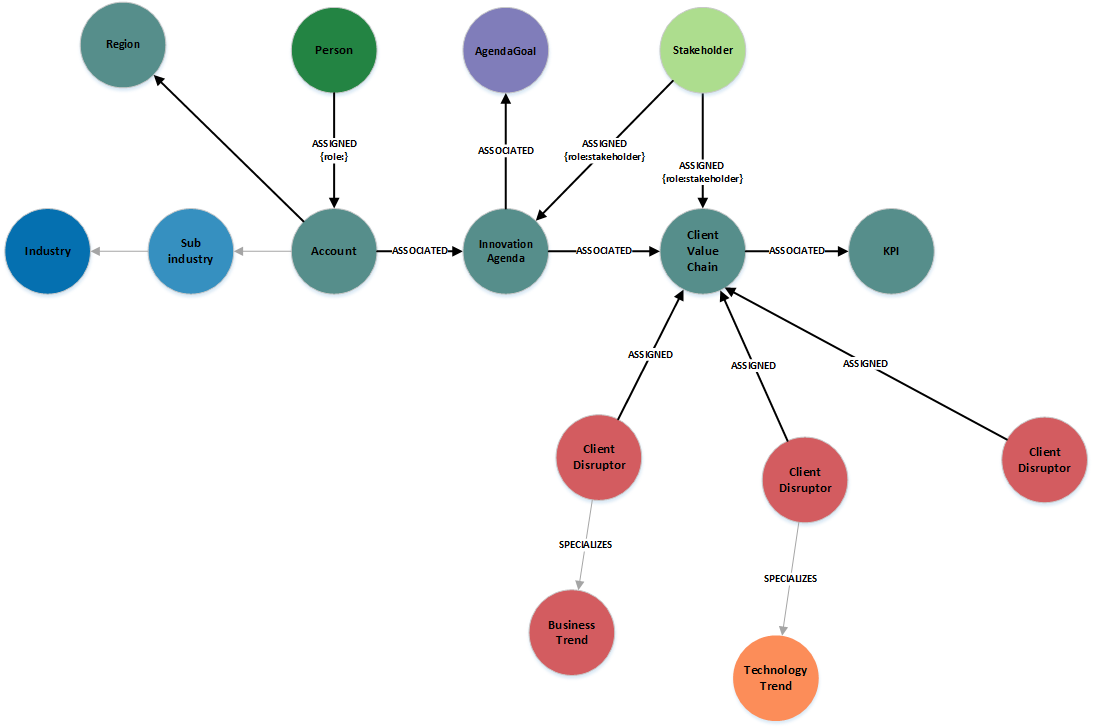 Region
Person
AgendaGoal
Stakeholder
ASSIGNED
{role:}
ASSOCIATED
ASSIGNED
{role:stakeholder}
ASSIGNED
{role:stakeholder}
Industry
Sub
industry
Account
ASSOCIATED
Innovation
Agenda
ASSOCIATED
Client
Value
Chain
ASSOCIATED
KPI
ASSIGNED
ASSIGNED
ASSIGNED
Client
Disruptor
Client
Disruptor
Client
Disruptor
SPECIALIZES
SPECIALIZES
Business
Trend
Technology
Trend